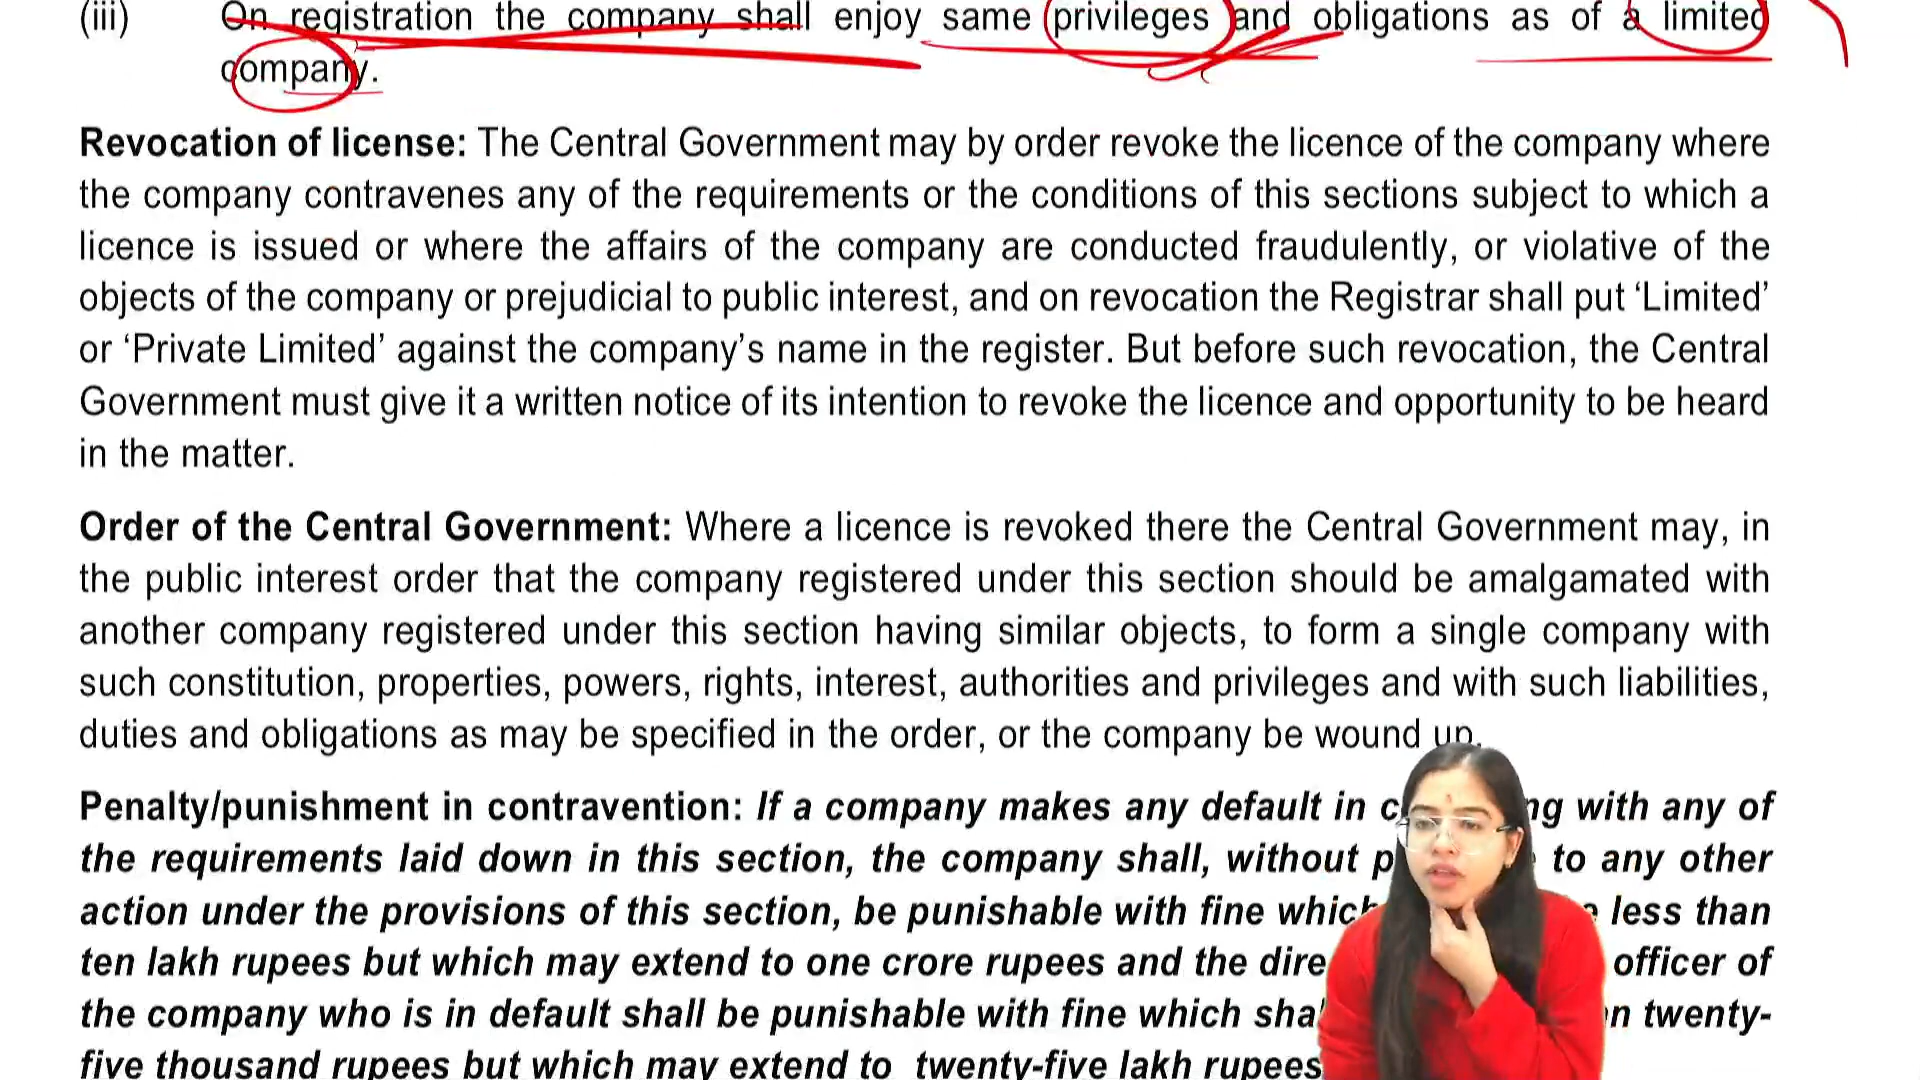 (iii) On registration the company shall enjoy same privileges and obligations as of a limited
company.
Revocation of license: The Central Government may by order revoke the licence of the company where
the company contravenes any of the requirements or the conditions of this sections subject to which a
licence is issued or where the affairs of the company are conducted fraudulently, or violative of the
objects of the company or prejudicial to public interest, and on revocation the Registrar shall put ‘Limited’
or ‘Private Limited’ against the company’s name in the register. But before such revocation, the Central
Government must give it a written notice of its intention to revoke the licence and opportunity to be heard
in the matter.
Order of the Central Government: Where a licence is revoked there the Central Government may, in
the public interest order that the company registered under this section should be amalgamated with
another company registered under this section having similar objects, to form a single company with
such constitution, properties, powers, rights, interest, authorities and privileges and with such liabilities,
duties and obligations as may be specified in the order, or the company be wound up.
Penalty/punishment in contravention: If a company makes any default in with any of
the requirements laid down in this section, the company shall, without to any other
action under the provisions of this section, be punishable with fine which less than
ten lakh rupees but which may extend to one crore rupees and the officer of
the company who is in default shall be punishable with fine which twenty-
five thousand rupees but which may extend to twenty-five lakh rupees